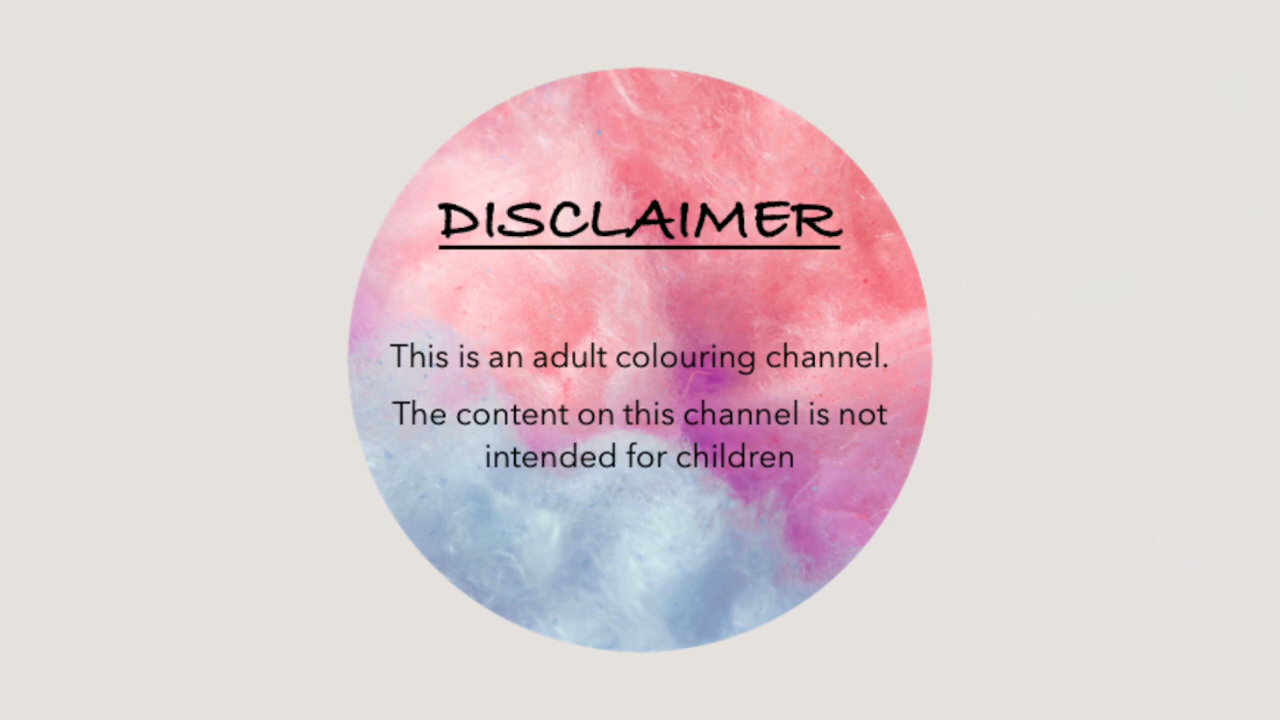 DISCLAIMER
This is an adult colouring channel.
The content on this channel is not
intended for children